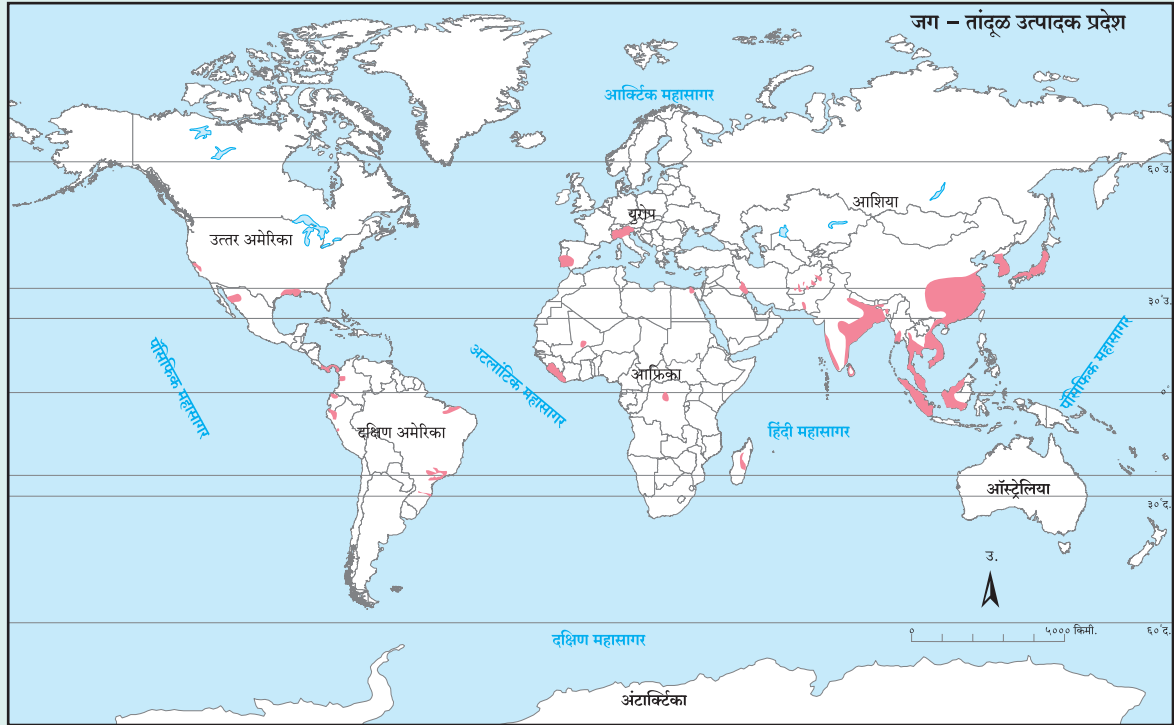 जग – तांदूळ उत्पादक प्रदेश
आर्क्टिक महासागर
६०°उ.
आशिया
युरोप
उत्तर अमेरिका
३०°उ.
पॅसिफिक महासागर
अटलांटिक महासागर
आफ्रिका
पॅसिफिक महासागर
०°
दक्षिण अमेरिका
हिंदी महासागर
ऑस्ट्रेलिया
३०°द.
उ.
० ५००० किमी.
६०°द.
दक्षिण महासागर
अंटार्क्टिका